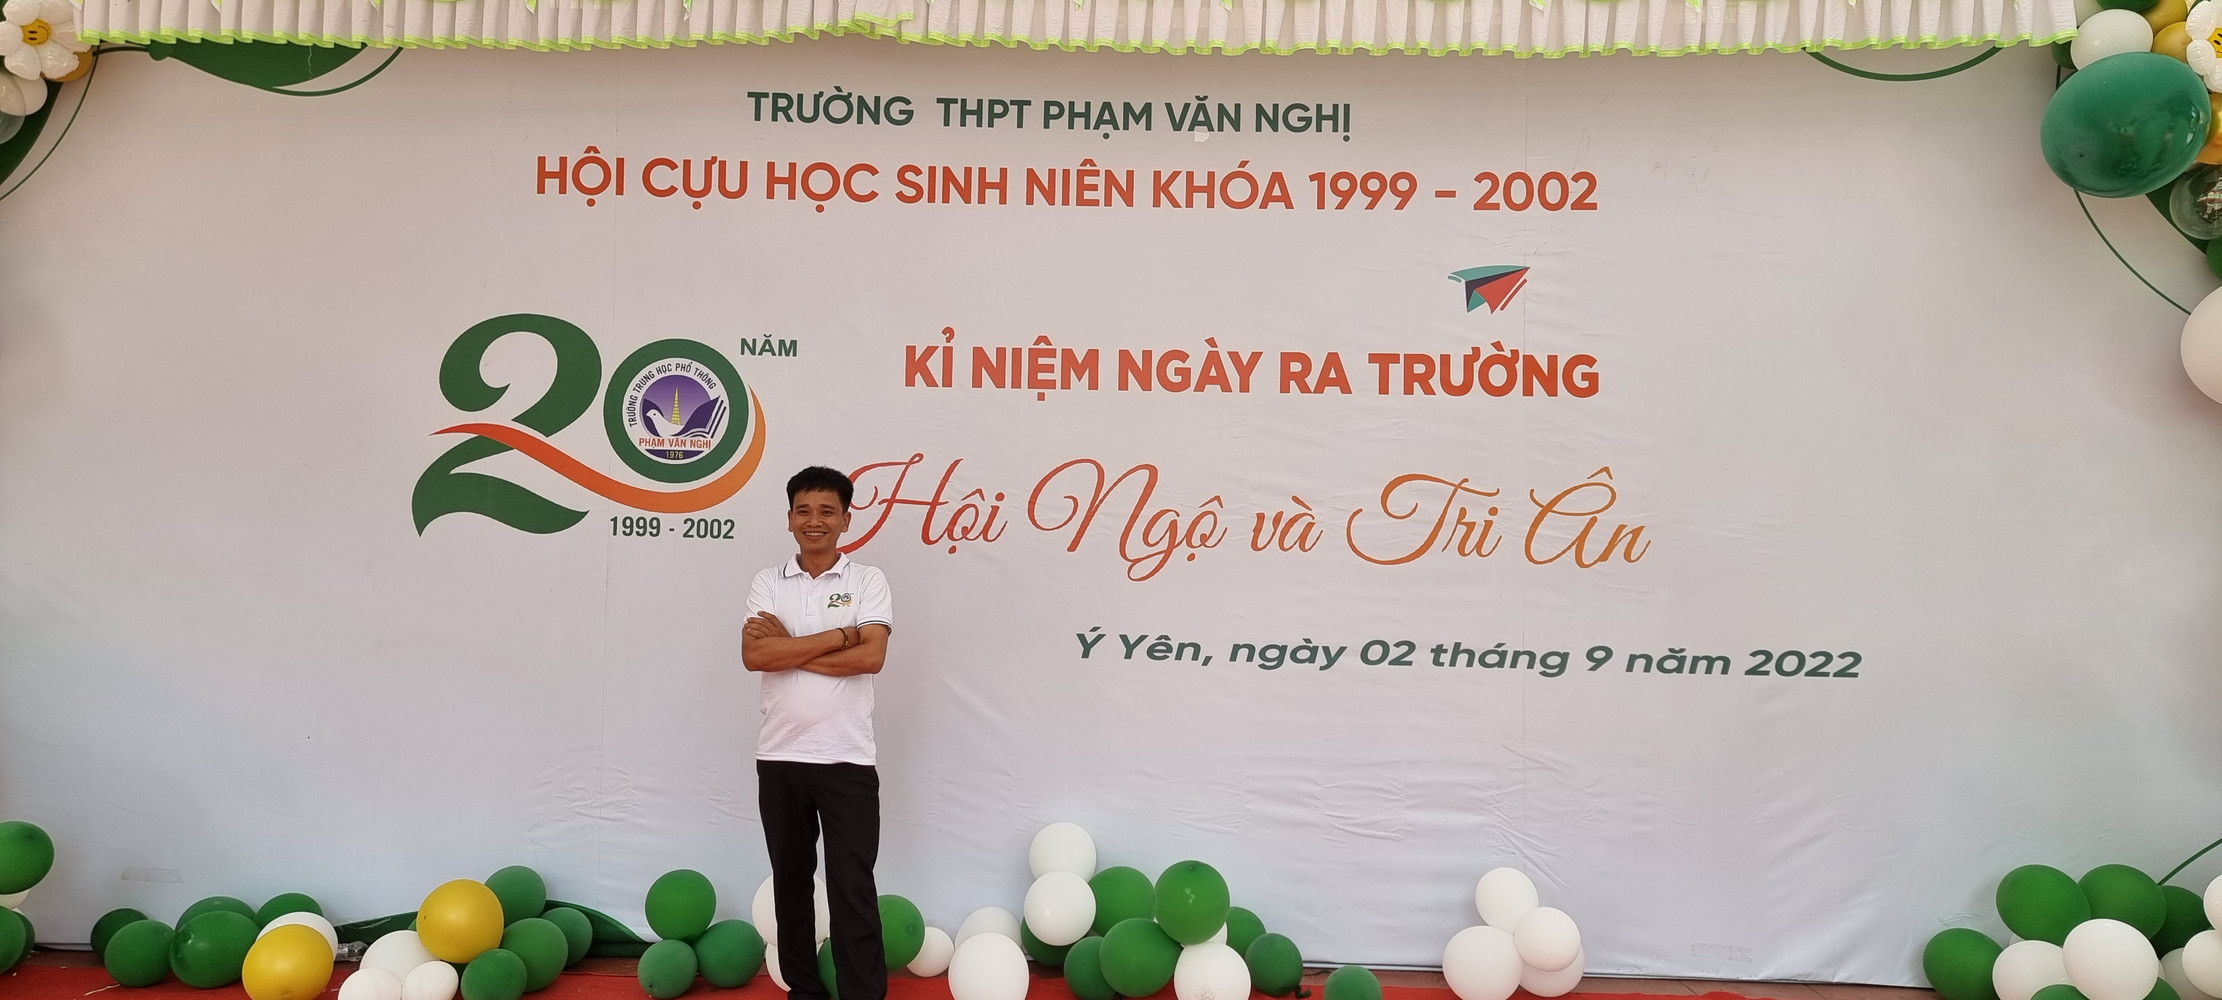 TRƯỜNG THPT PHẠM VĂN NGHỊ
HỘI CỰU HỌC SINH NIÊN KHÓA 1999 - 2002
20 NĂM
TRƯỜNG TRUNG HỌC PHỔ THÔNG
PHẠM VĂN NGHỊ
1976
1999 - 2002
KỈ NIỆM NGÀY RA TRƯỜNG
Hội Ngộ và Tri Ân
Ý Yên, ngày 02 tháng 9 năm 2022
20